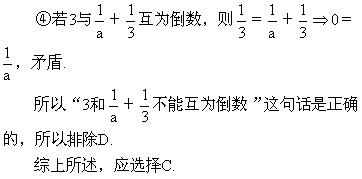 ④若3与1/a+1/3互为倒数，则1/3=1/a+1/3⇒0=
1/a，矛盾.
所以“3和1/a+1/3不能互为倒数”这句话是正确
的，所以排除D.
综上所述，应选择C.